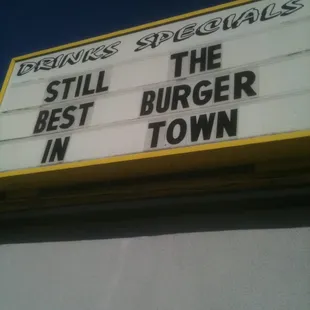 DRINKS SPECIALS
STILL THE
BEST BURGER
IN TOWN